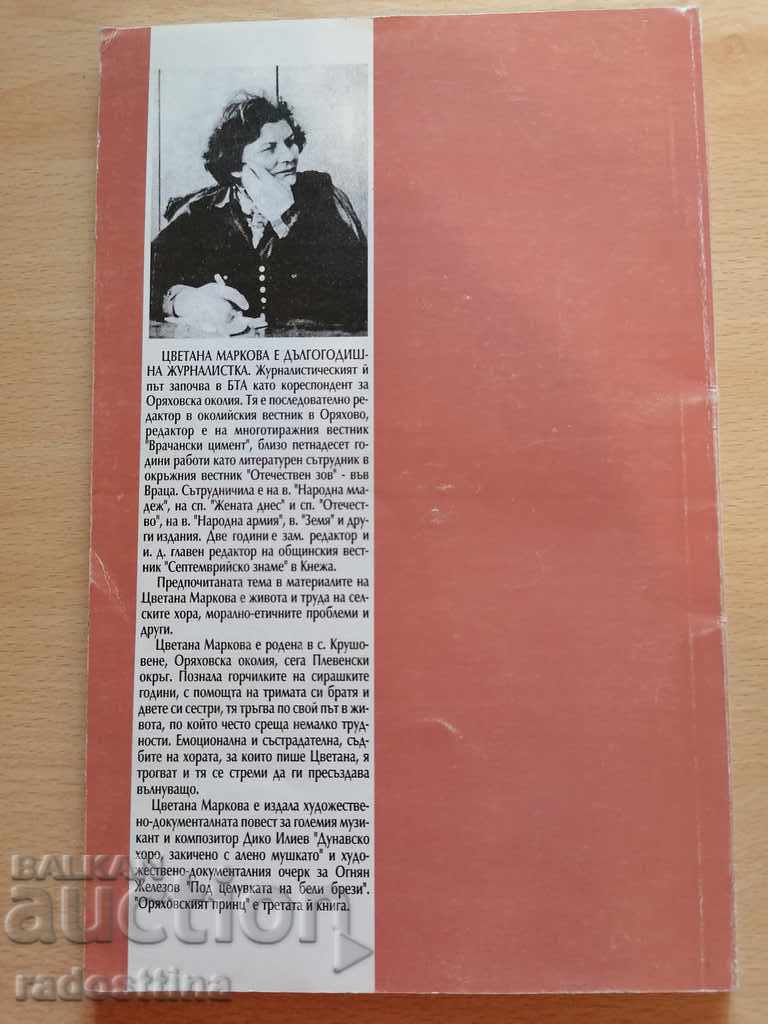 ЦВЕТАНА МАРКОВА Е ДЪЛГОГОДИШ-
НА ЖУРНАЛИСТКА. Журналистическият й
път започва в БТА като кореспондент за
Оряховска околия. Тя е последователно ре-
дактор в околийския вестник в Оряхово,
редактор е на многотиражния вестник
"Врачански цимент", близо петнадесет го-
дини работи като литературен сътрудник в
окръжния вестник "Отечествен зов" - във
Враца. Сътрудничила е на в. "Народна мла-
деж", на сп. "Жената днес" и сп. "Отечест-
во", на в. "Народна армия", в. "Земя" и дру-
ги издания. Две години е зам. редактор и
и. д. главен редактор на общинския вест-
ник "Септемврийско знаме" в Кнежа.
Предпочитаната тема в материалите на
Цветана Маркова е живота и труда на сел-
ските хора, морално-етичните проблеми и
други.
Цветана Маркова е родена в с. Крушо-
вене, Оряховска околия, сега Плевенски
окръг. Познала горчилките на сирашките
години, с помощта на тримата си братя и
двете си сестри, тя тръгва по свой път в жи-
вота, по който често среща немалко труд-
ности. Емоционална и състрадателна, съд-
бите на хората, за които пише Цветана, я
трогват и тя се стреми да ги пресъздава
вълнуващо.
Цветана Маркова е издала художестве-
но-документалната повест за големия музи-
кант и композитор Дико Илиев "Дунавско
хоро, закичено с алено мушкато" и худо-
жествено-документалния очерк за Огнян
Железов "Под целувката на бели брези".
"Оряховският принц" е третата й книга.
БАЛКАН
auction
radosttina